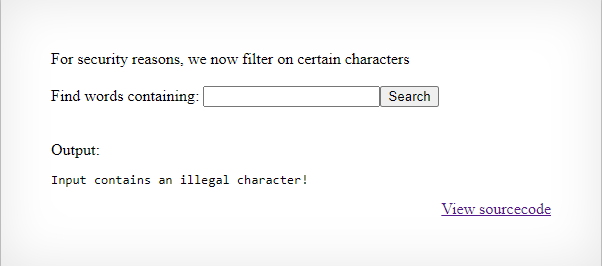 For security reasons, we now filter on certain characters
Find words containing: Search
Output:
Input contains an illegal character!
View sourcecode